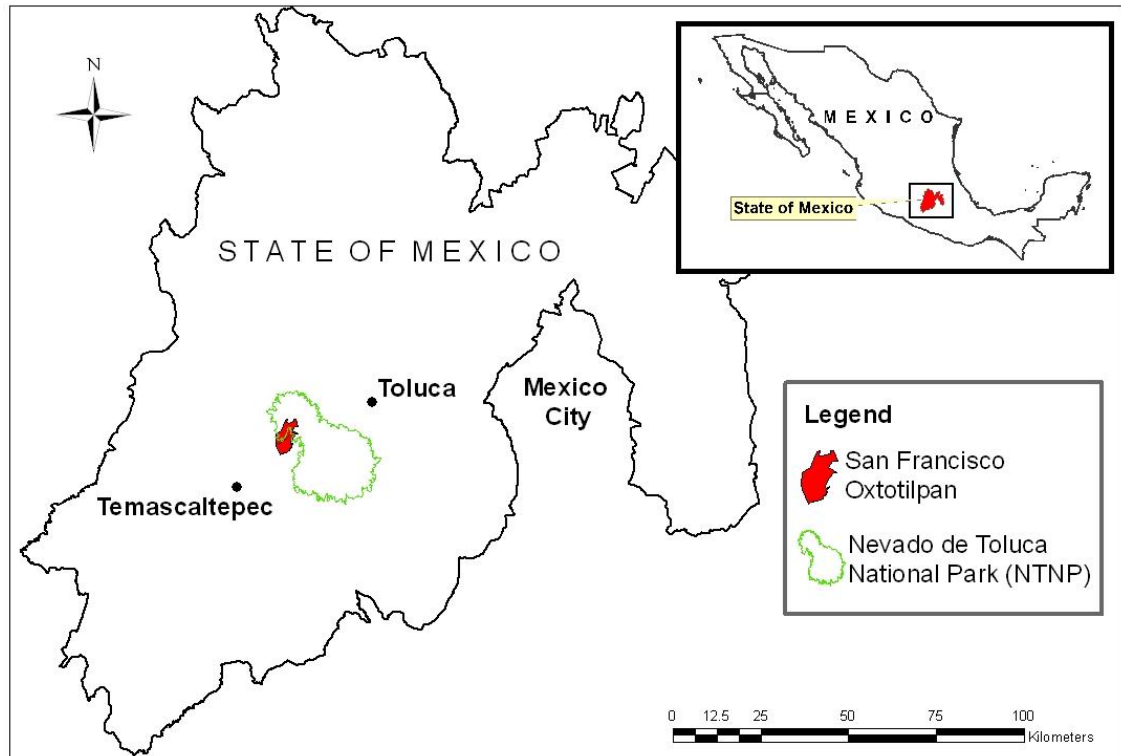 N
MEXICO
State of Mexico
STATE OF MEXICO
Toluca
Mexico
City
Temascaltepec
Legend
San Francisco
Oxtotilpan
Nevado de Toluca
National Park (NTNP)
0 12.5 25 50 75 100
Kilometers